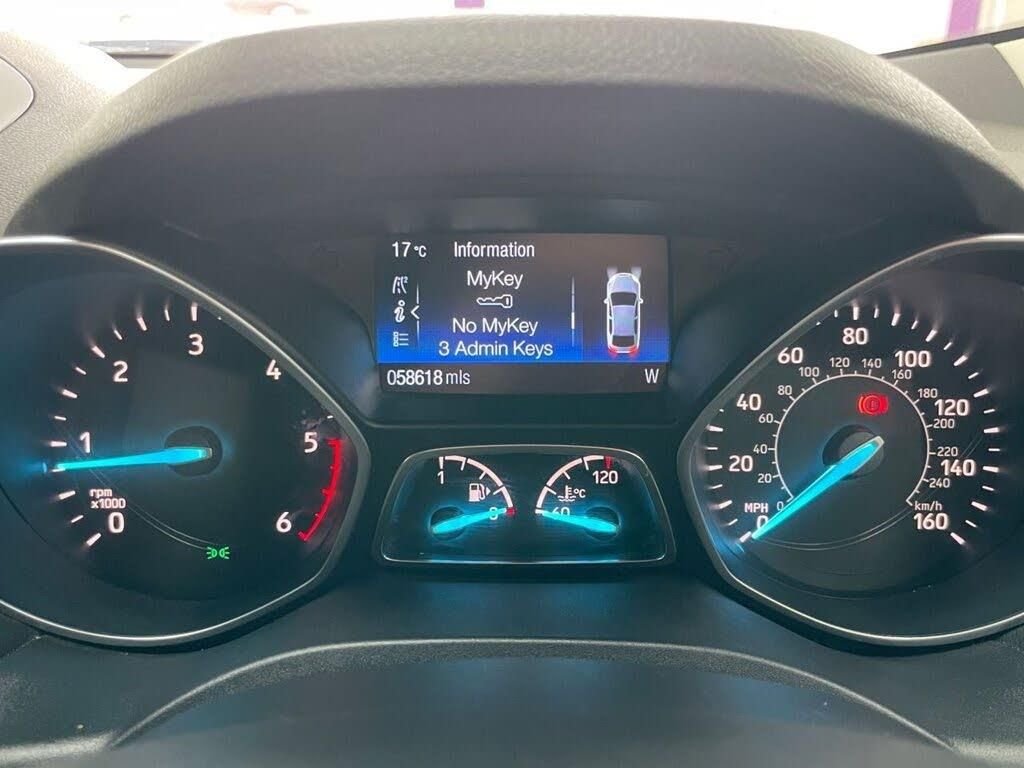 17 °C Information
MyKey
No MyKey
3 Admin Keys
058618 mls W
0 1 2 3 4 5 6
rpm
x1000
1 0
60 120
°C
0 20 40 60 80 100 120 140 160
MPH
0 20 40 60 80 100 120 140 160 180 200 220 240
km/h